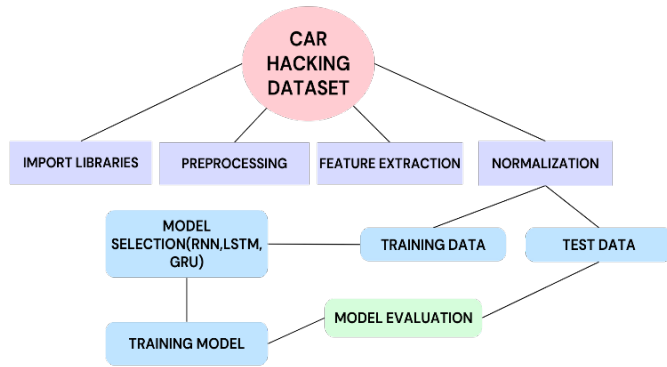 CAR
HACKING
DATASET
IMPORT LIBRARIES
PREPROCESSING
FEATURE EXTRACTION
NORMALIZATION
MODEL
SELECTION(RNN,LSTM,
GRU)
TRAINING DATA
TEST DATA
MODEL EVALUATION
TRAINING MODEL